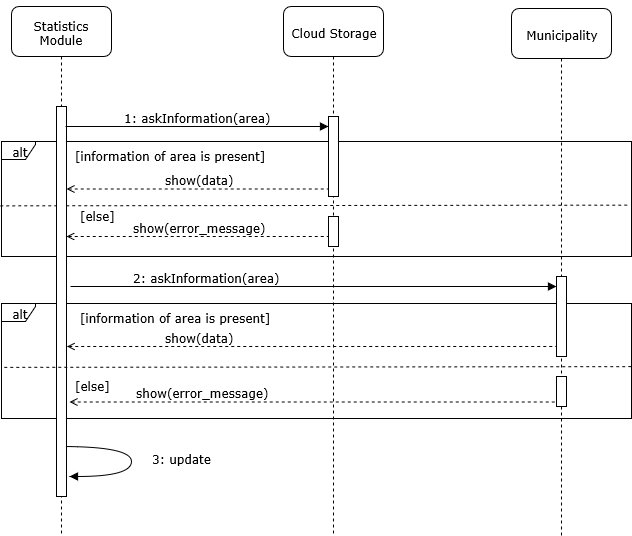 Statistics
Module
Cloud Storage
Municipality
1: askInformation(area)
alt
[information of area is present]
show(data)
[else]
show(error_message)
2: askInformation(area)
alt
[information of area is present]
show(data)
[else]
show(error_message)
3: update